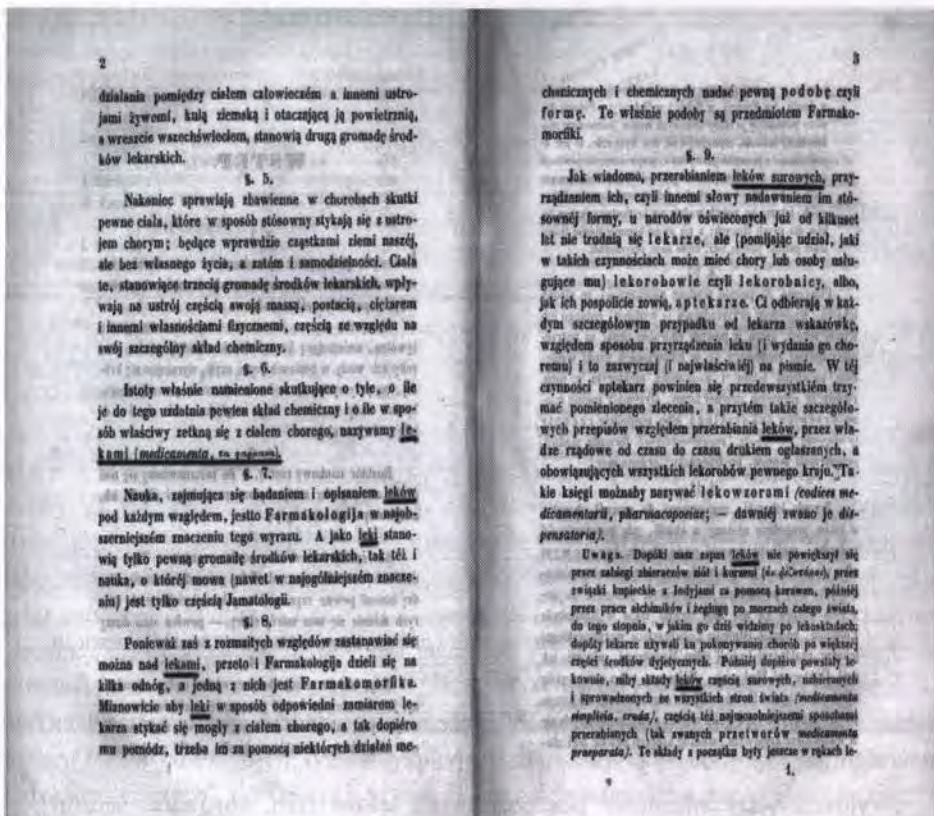 2
działania pomiędzy ciałem człowieczém a innemi ustro-
jami żywemi, kulą ziemską i otaczającą ją powietrznią,
a wreszcie wszechświeciem, stanowią drugą gromadę środ-
ków lekarskich.
§. 5.
Nakoniec sprawiają zbawienne w chorobach skutki
pewne ciała, które w sposób stósowny stykają się z ustro-
jem chorym; będące wprawdzie cząstkami ziemi naszéj,
ale bez własnego życia, a zatém i samodzielności. Ciała
te, stanowiące trzecią gromadę środków lekarskich, wpły-
wają na ustrój częścią swoją massą, postacią, ciężarem
i innemi własnościami fizycznemi, częścią ze względu na
swój szczególny skład chemiczny.
§. 6.
Istoty właśnie namienione skutkujące o tyle, o ile
je do tego uzdatnia pewien skład chemiczny i o ile w spo-
sób właściwy zetkną się z ciałem chorego, nazywamy le-
kami (medicamenta,
§. 7.
Nauka, zajmująca się badaniem i opisaniem leków
pod każdym względem, jestto Farmakologija w najob-
szerniejszém znaczeniu tego wyrazu. A jako leki stano-
wią tylko pewną gromadę środków lekarskich, tak téż i
nauka, o któréj mowa (nawet w najogólniejszém znacze-
niu) jest tylko częścią Jamatologii.
§. 8.
Ponieważ zaś z rozmaitych względów zastanawiać się
można nad lekami, przeto i Farmakologija dzieli się na
kilka odnóg, a jedną z nich jest Farmakomorfika.
Mianowicie aby leki w sposób odpowiedni zamiarom le-
karza stykać się mogły z ciałem chorego, a tak dopiéro
mu pomódz, trzeba im za pomocą niektórych działań me-
3
chanicznych i chemicznych nadać pewną podobę czyli
formę. Te właśnie podoby są przedmiotem Farmako-
morfiki.
§. 9.
Jak wiadomo, przerabianiem leków surowych, przy-
rządzaniem ich, czyli innemi słowy nadawaniem im stó-
sownéj formy, u narodów oświeconych już od kilkuset
lat nie trudnią się lekarze, ale (pomijając udział, jaki
w takich czynnościach może mieć chory lub osoby usłu-
gujące mu) lekorobowie czyli lekorobnicy, albo,
jak ich pospolicie zowią, aptekarze. Ci odbierają w każ-
dym szczególowym przypadku od lekarza wskazówkę,
względem sposobu przyrządzenia leku (i wydania go cho-
remu) i to zazwyczaj (i najwłaściwiéj) na piśmie. W téj
czynności aptekarz powinien się przedewszystkiém trzy-
mać pomienionego zlecenia, a przytém takie szczegóło-
wych przepisów względem przerabiania leków, przez wła-
dze rządowe od czasu do czasu drukiem ogłaszanych, a
obowiązujących wszystkich lekorobów pewnego kraju. Ta-
kie księgi możnaby nazywać lekowzorami (codices me-
dicamentarii, pharmacopoeiae; — dawniéj zwano je dis-
pensatoria).
Uwaga. Dopóki nasz zapas leków nie powiększył się
przez zabiegi zbieraczów ziół i korzeni przez
związki kupieckie z Indyjami za pomocą karawan, później
przez prace alchimików i żeglugę po morzach całego świata,
do tego stopnia, w jakim go dziś widzimy po lekoskładach;
dopóty lekarze używali ku pokonywaniu chorób po większéj
części środków dyjetycznych. Później dopiéro powstały le-
kownie, niby składy leków częścią surowych, uzbieranych
i sprowadzonych ze wszystkich stron świata (medicamenta
simplicia, cruda), częścią téż najmozolniejszemi sposobami
przerabianych (tak zwanych przetworów medicamenta
praeparata). Te składy z początku były jeszcze w rękach le-
1.